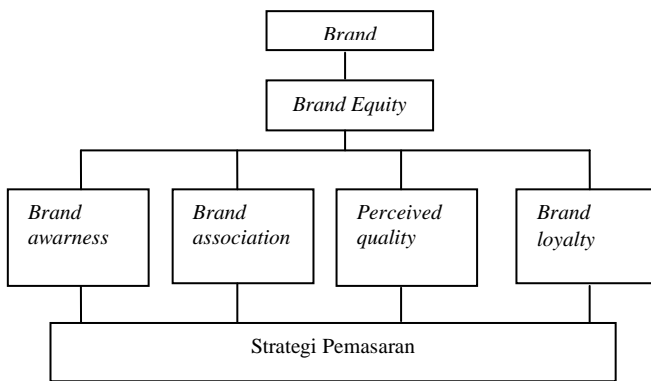 Brand
Brand Equity
Brand
awarness
Brand
association
Perceived
quality
Brand
loyalty
Strategi Pemasaran